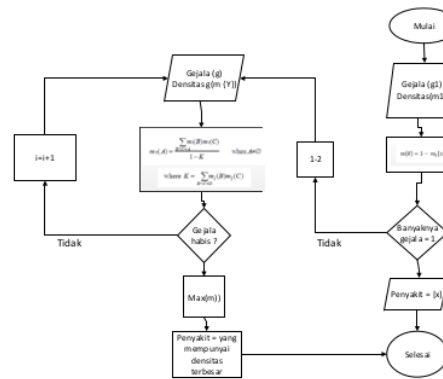 Mulai
Gejala (g1)
Densitas(m1
Gejala (g)
Densitas g(m {Y})
i=i+1
1-2
where K =
Gejala
habis ?
Tidak
Banyaknya
gejala = 1
Tidak
Max(m))
Penyakit = {x}
Penyakit = yang
mempunyai
densitas
terbesar
Selesai